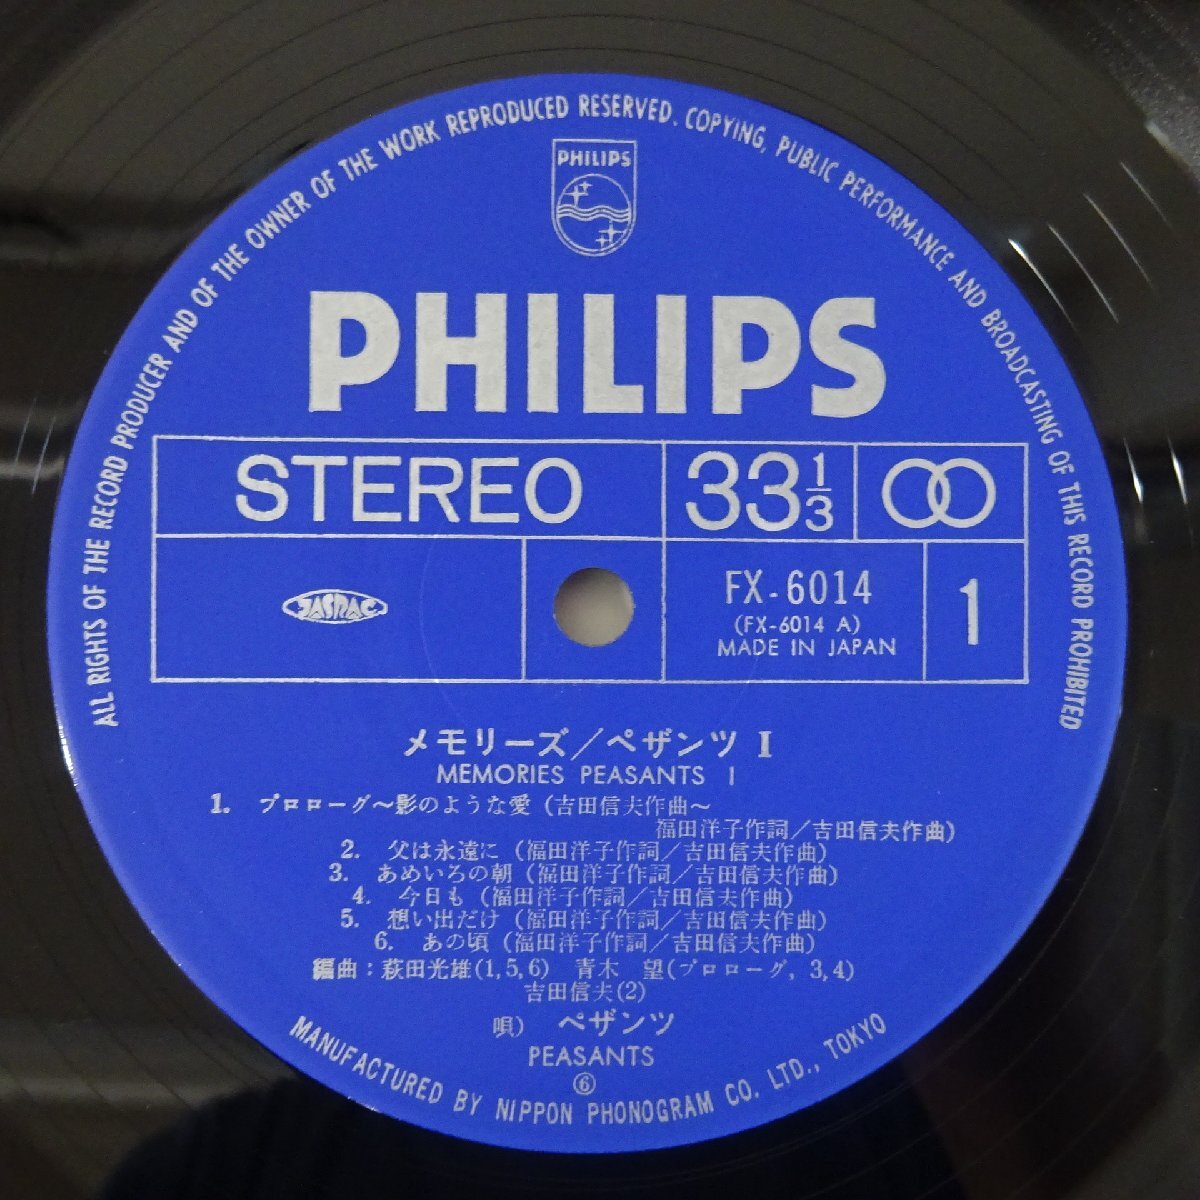 ALL RIGHTS OF THE RECORD PRODUCER AND OF THE OWNER OF THE WORK REPRODUCED RESERVED. COPYING, PUBLIC PERFORMANCE AND BROADCASTING OF THIS RECORD PROHIBITED
PHILIPS
PHILIPS
STEREO
33 1/3
JASRAC
FX-6014
(FX-6014 A)
MADE IN JAPAN
1
メモリーズ／ペザンツ I
MEMORIES PEASANTS I
1. プロローグ〜影のような愛 (吉田信夫作曲〜
福田洋子作詞／吉田信夫作曲)
2. 父は永遠に (福田洋子作詞／吉田信夫作曲)
3. あめいろの朝 (福田洋子作詞／吉田信夫作曲)
4. 今日も (福田洋子作詞／吉田信夫作曲)
5. 想い出だけ (福田洋子作詞／吉田信夫作曲)
6. あの頃 (福田洋子作詞／吉田信夫作曲)
編曲：萩田光雄(1,5,6) 青木 望(プロローグ, 3,4)
吉田信夫(2)
唄) ペザンツ
PEASANTS
⑥
MANUFACTURED BY NIPPON PHONOGRAM CO. LTD., TOKYO